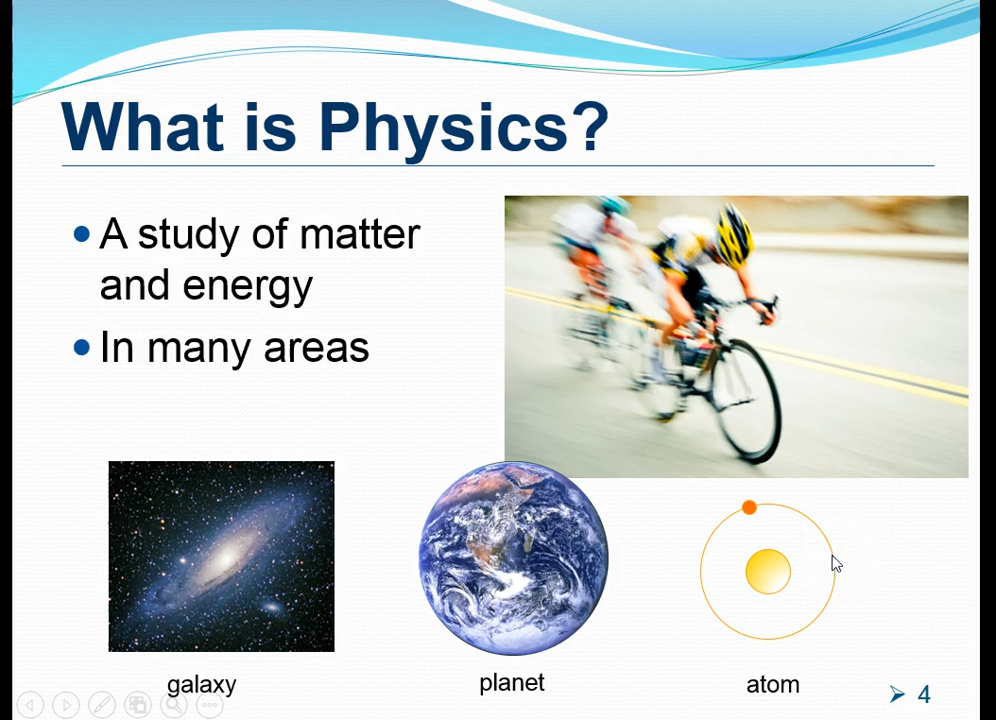 What is Physics?
• A study of matter
and energy
• In many areas
galaxy
planet
atom
➢ 4